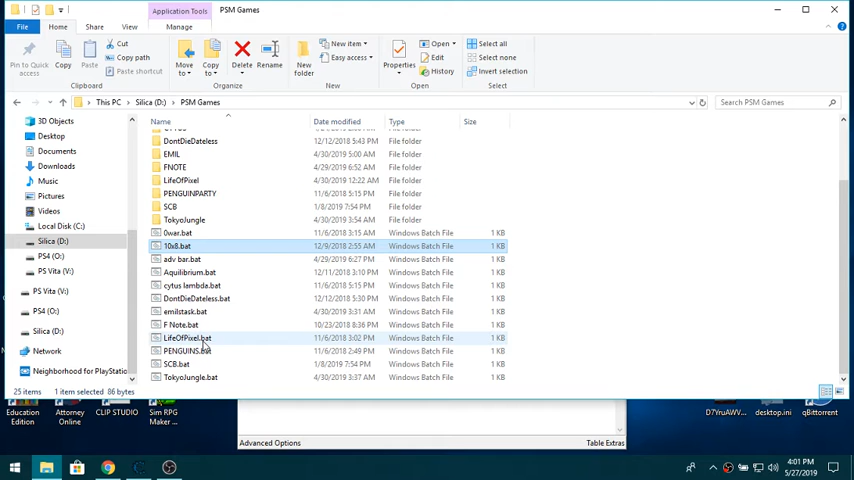 Application Tools PSM Games
File Home Share View Manage
Pin to Quick access Copy Paste Cut Copy path Paste shortcut Move to Copy to Delete Rename New folder New item Easy access Properties Open Edit History Select all Select none Invert selection
Clipboard Organize New Open Select
This PC Silica (D:) PSM Games Search PSM Games
Name Date modified Type Size
3D Objects
Desktop
Documents
Downloads
Music
Pictures
Videos
Local Disk (C:)
Silica (D:)
PS4 (O:)
PS Vita (V:)
PS Vita (V:)
PS4 (O:)
Silica (D:)
Network
Neighborhood for PlayStatio
File folder
DontDieDateless 12/12/2018 5:43 PM File folder
EMIL 4/30/2019 5:00 AM File folder
FNOTE 4/29/2019 6:52 AM File folder
LifeOfPixel 4/30/2019 12:22 AM File folder
PENGUINPARTY 11/6/2018 5:15 PM File folder
SCB 1/8/2019 7:54 PM File folder
TokyoJungle 4/30/2019 3:54 AM File folder
0war.bat 11/6/2018 3:15 AM Windows Batch File 1 KB
10x8.bat 12/9/2018 2:55 AM Windows Batch File 1 KB
adv bar.bat 4/29/2019 6:27 PM Windows Batch File 1 KB
Aquilibrium.bat 12/11/2018 3:10 PM Windows Batch File 1 KB
cytus lambda.bat 11/6/2018 5:15 PM Windows Batch File 1 KB
DontDieDateless.bat 12/12/2018 5:30 PM Windows Batch File 1 KB
emilstask.bat 4/30/2019 3:31 AM Windows Batch File 1 KB
F Note.bat 10/23/2018 8:36 PM Windows Batch File 1 KB
LifeOfPixel.bat 11/6/2018 3:02 PM Windows Batch File 1 KB
PENGUINS.bat 11/6/2018 2:49 PM Windows Batch File 1 KB
SCB.bat 1/8/2019 7:54 PM Windows Batch File 1 KB
TokyoJungle.bat 4/30/2019 3:37 AM Windows Batch File 1 KB
25 items 1 item selected 86 bytes
Education Edition
Attorney Online
CLIP STUDIO
Sim RPG Maker ...
D7YruAWV...
desktop.ini
qBittorrent
Advanced Options Table Extras
4:01 PM
5/27/2019